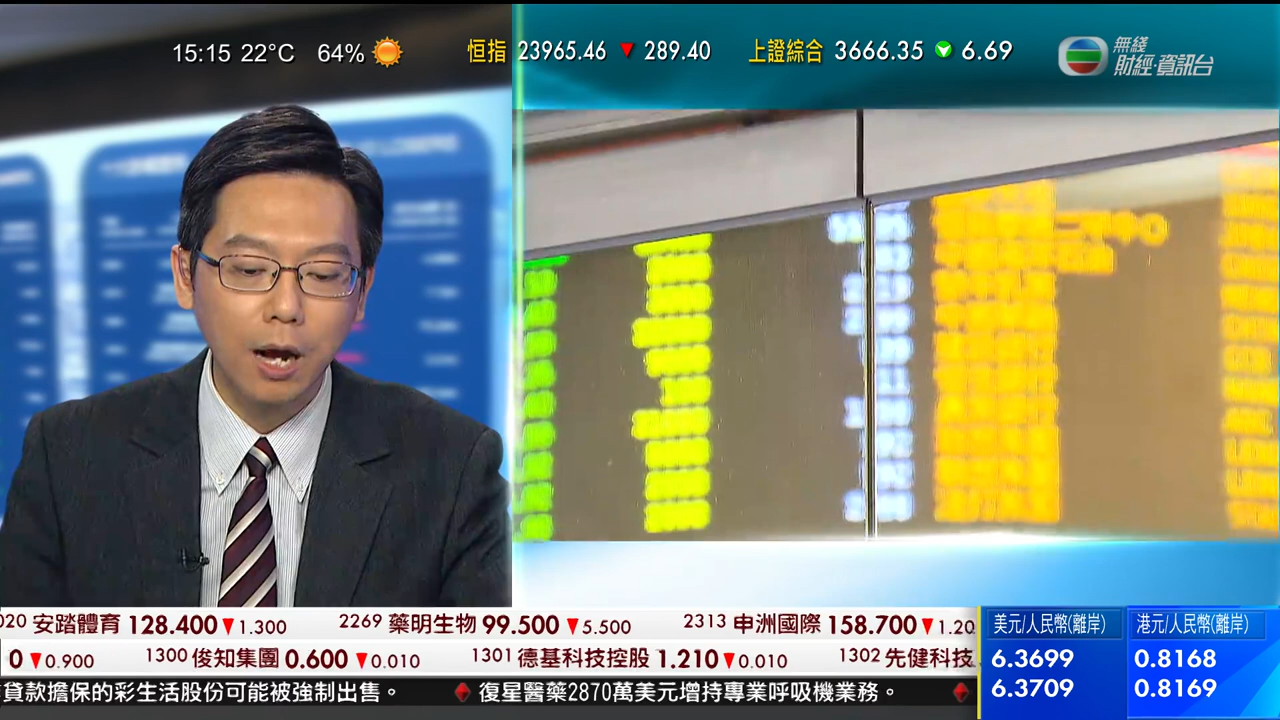 15:15 22°C 64% 恒指 23965.46 ▼ 289.40 上證綜合 3666.35 6.69
無綫
財經·資訊台
020 安踏體育 128.400 ▼ 1.300 2269 藥明生物 99.500 ▼ 5.500 2313 申洲國際 158.700 ▼ 1.20
0 ▼ 0.900 1300 俊知集團 0.600 ▼ 0.010 1301 德基科技控股 1.210 ▼ 0.010 1302 先健科技
貸款擔保的彩生活股份可能被強制出售。 ◆ 復星醫藥2870萬美元增持專業呼吸機業務。 ◆
美元/人民幣(離岸) 港元/人民幣(離岸)
6.3699 0.8168
6.3709 0.8169